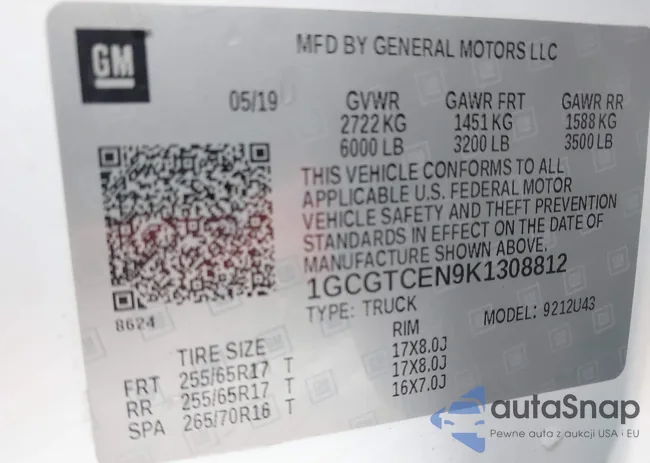 GM
MFD BY GENERAL MOTORS LLC
05/19 GVWR GAWR FRT GAWR RR
2722 KG 1451 KG 1588 KG
6000 LB 3200 LB 3500 LB
THIS VEHICLE CONFORMS TO ALL
APPLICABLE U.S. FEDERAL MOTOR
VEHICLE SAFETY AND THEFT PREVENTION
STANDARDS IN EFFECT ON THE DATE OF
MANUFACTURE SHOWN ABOVE.
1GCGTCEN9K1308812
8624
TYPE: TRUCK MODEL: 9212U43
TIRE SIZE RIM
FRT 255/65R17 T 17X8.0J
RR 255/65R17 T 17X8.0J
SPA 265/70R16 T 16X7.0J
autaSnap
Pewne auta z aukcji USA i EU